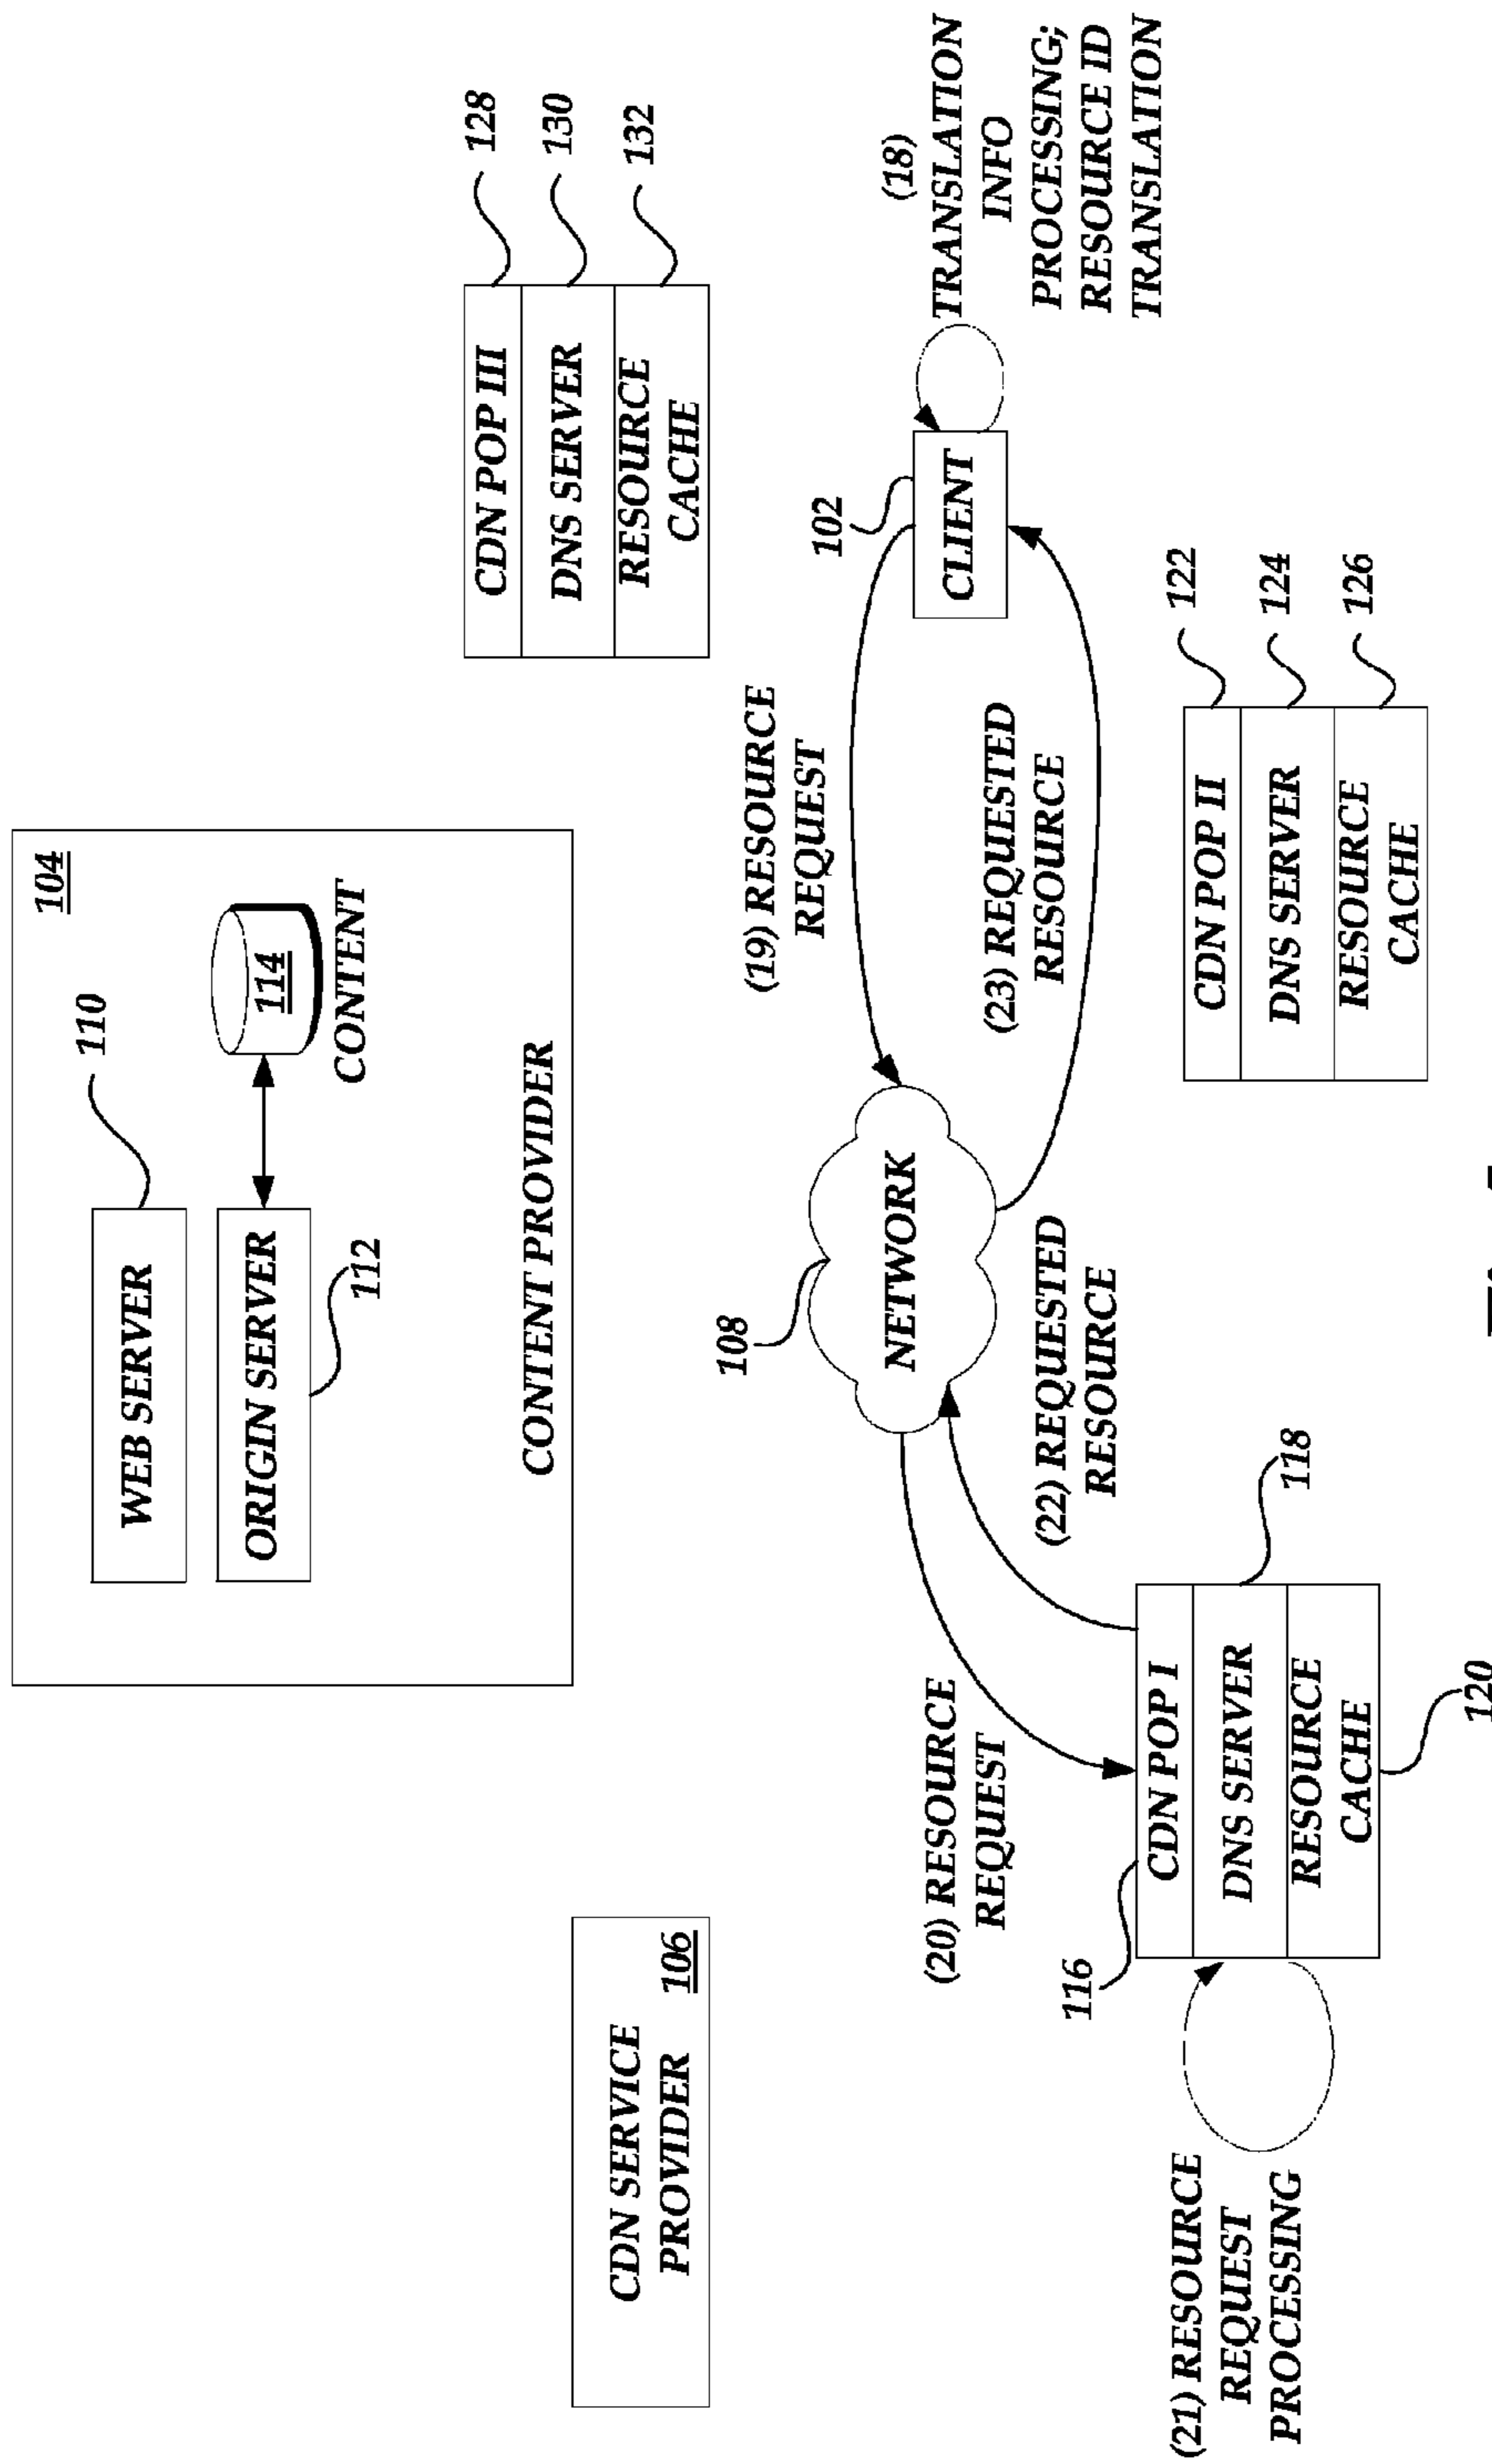 104
WEB SERVER
110
ORIGIN SERVER
112
114
CONTENT
CONTENT PROVIDER
CDN SERVICE
PROVIDER
106
CDN POP III
128
DNS SERVER
130
RESOURCE
CACHE
132
108
NETWORK
(19) RESOURCE
REQUEST
102
CLIENT
(18)
TRANSLATION
INFO
PROCESSING;
RESOURCE ID
TRANSLATION
(20) RESOURCE
REQUEST
(22) REQUESTED
RESOURCE
(23) REQUESTED
RESOURCE
116
CDN POP I
DNS SERVER
118
RESOURCE
CACHE
120
(21) RESOURCE
REQUEST
PROCESSING
CDN POP II
122
DNS SERVER
124
RESOURCE
CACHE
126